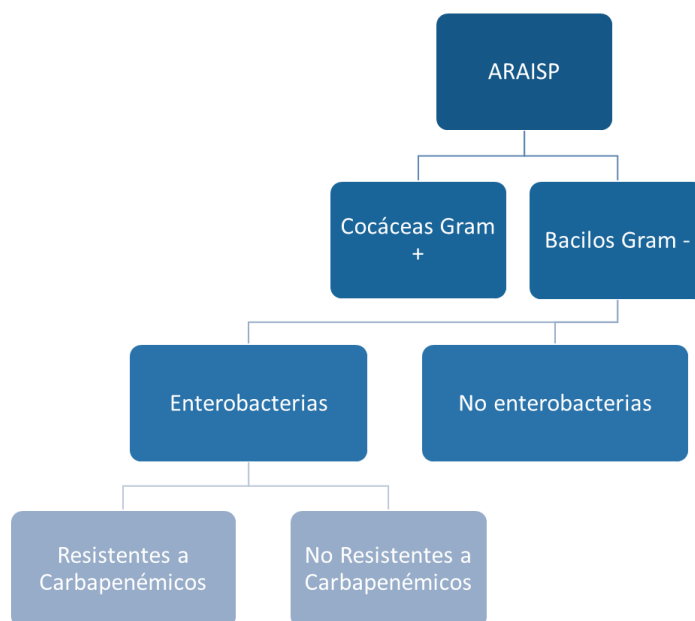 ARAISP
Cocáceas Gram
+
Bacilos Gram -
Enterobacterias
No enterobacterias
Resistentes a
Carbapenémicos
No Resistentes a
Carbapenémicos